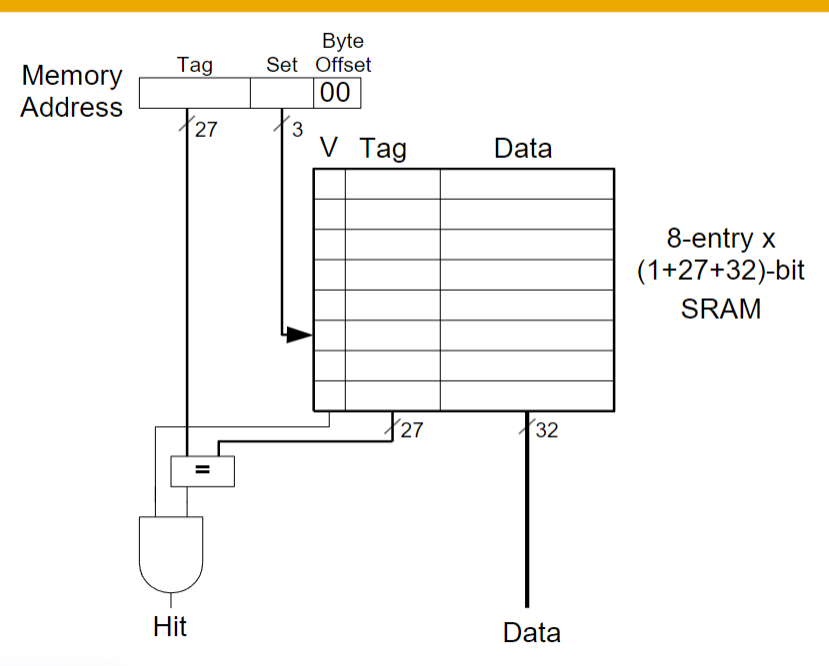 Byte
Tag Set Offset
Memory
Address
00
27
3
V Tag Data
8-entry x
(1+27+32)-bit
SRAM
27
32
=
Hit
Data